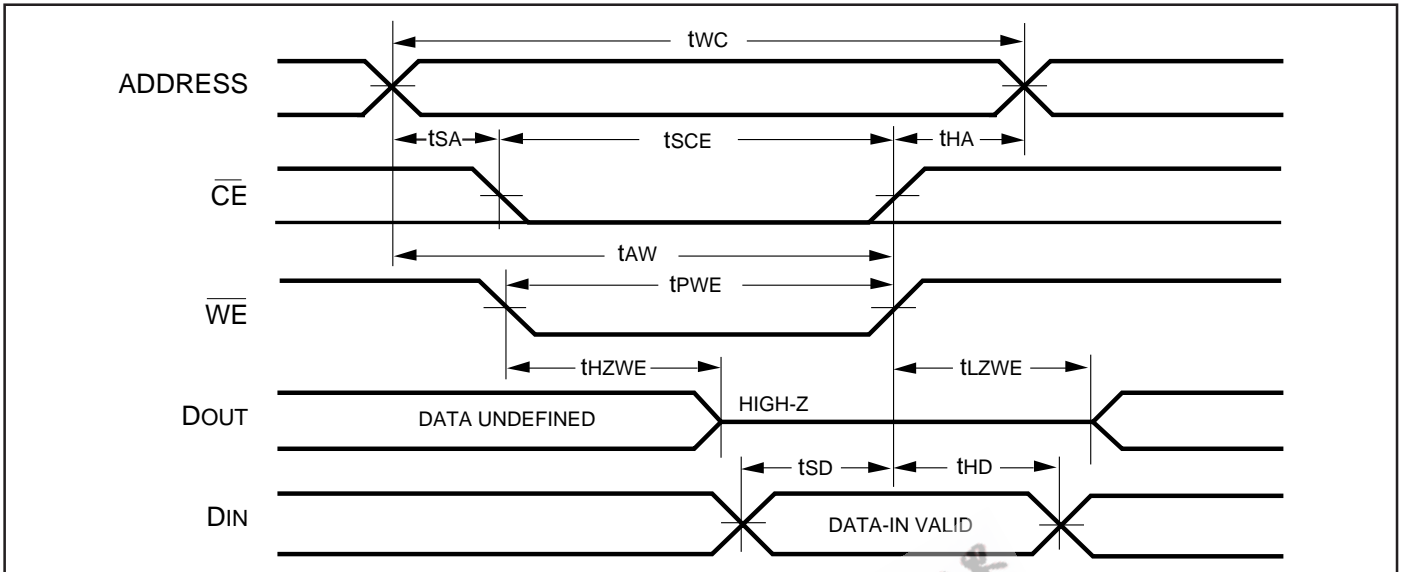 tWC
ADDRESS
tSA tSCE tHA
CE
tAW
tPWE
WE
tHZWE tLZWE
DOUT DATA UNDEFINED HIGH-Z
tSD tHD
DIN DATA-IN VALID